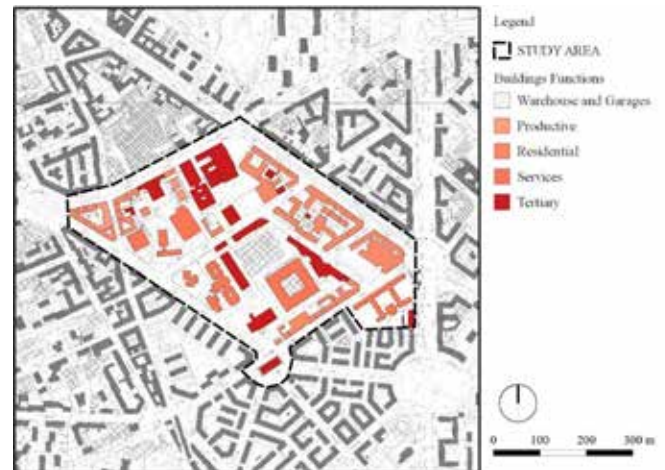 Legend
STUDY AREA
Buildings Functions
Warehouse and Garages
Productive
Residential
Services
Tertiary
0 100 200 300 m